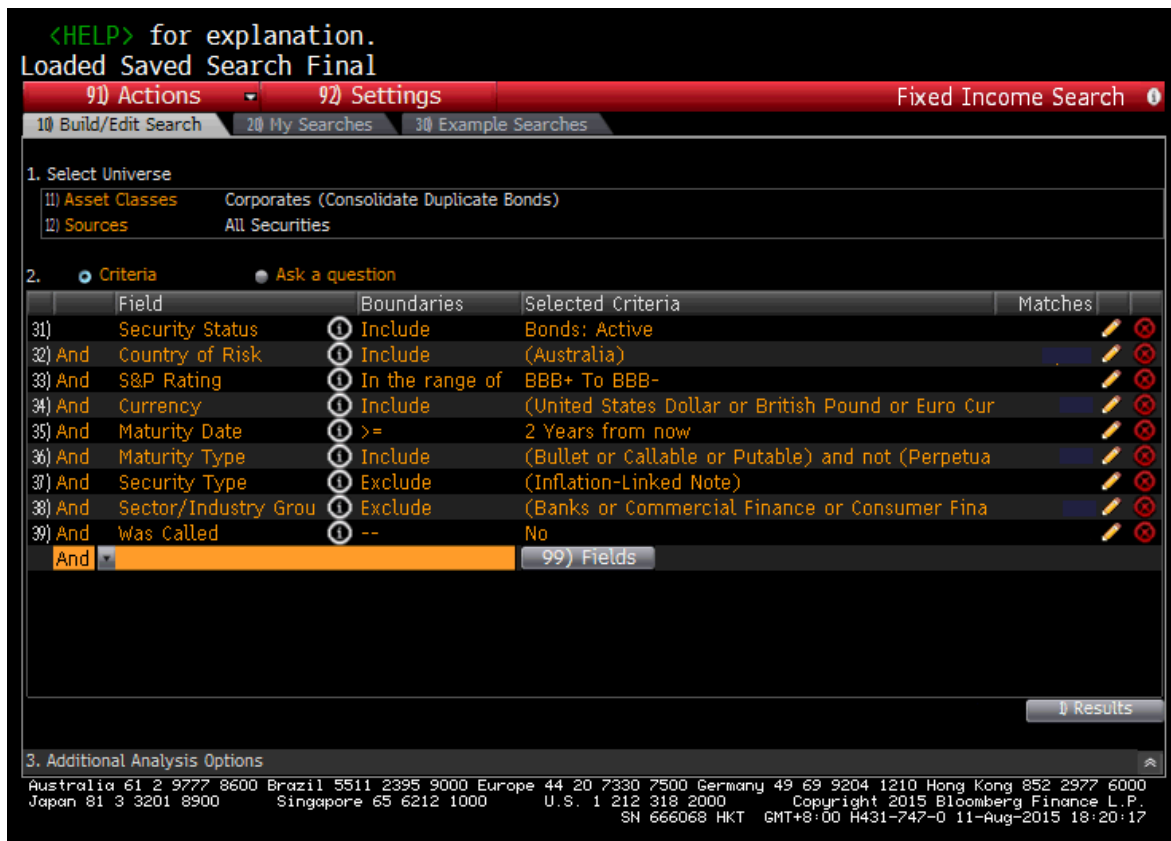 <HELP> for explanation.
Loaded Saved Search Final
91) Actions 92) Settings Fixed Income Search
10) Build/Edit Search 20) My Searches 30) Example Searches
1. Select Universe
11) Asset Classes Corporates (Consolidate Duplicate Bonds)
12) Sources All Securities
2. Criteria Ask a question
Field Boundaries Selected Criteria Matches
31) Security Status Include Bonds: Active
32) And Country of Risk Include (Australia)
33) And S&P Rating In the range of BBB+ To BBB-
34) And Currency Include (United States Dollar or British Pound or Euro Cur
35) And Maturity Date >= 2 Years from now
36) And Maturity Type Include (Bullet or Callable or Putable) and not (Perpetua
37) And Security Type Exclude (Inflation-Linked Note)
38) And Sector/Industry Grou Exclude (Banks or Commercial Finance or Consumer Fina
39) And Was Called -- No
And 99) Fields
1) Results
3. Additional Analysis Options
Australia 61 2 9777 8600 Brazil 5511 2395 9000 Europe 44 20 7330 7500 Germany 49 69 9204 1210 Hong Kong 852 2977 6000
Japan 81 3 3201 8900 Singapore 65 6212 1000 U.S. 1 212 318 2000 Copyright 2015 Bloomberg Finance L.P.
SN 666068 HKT GMT+8:00 H431-747-0 11-Aug-2015 18:20:17